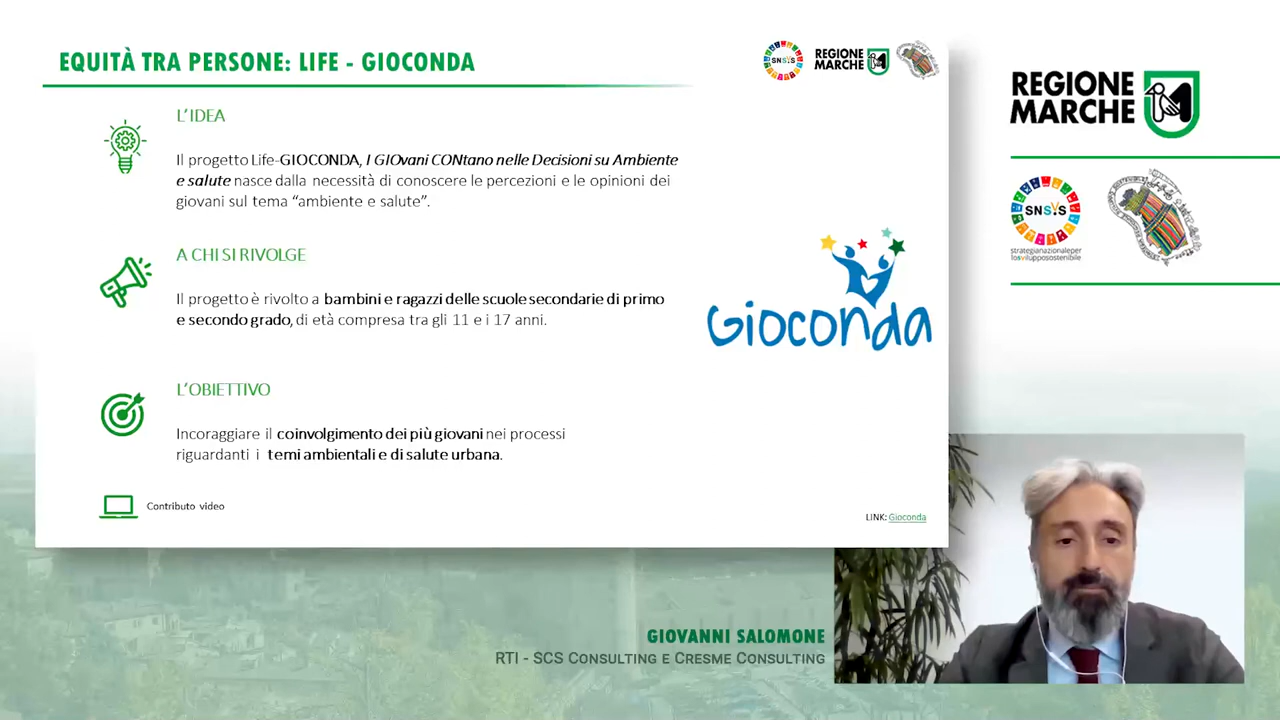 EQUITÀ TRA PERSONE: LIFE - GIOCONDA
SNSVS
REGIONE
MARCHE
L'IDEA
Il progetto Life-GIOCONDA, I GIOvani CONtano nelle Decisioni su Ambiente
e salute nasce dalla necessità di conoscere le percezioni e le opinioni dei
giovani sul tema “ambiente e salute”.
A CHI SI RIVOLGE
Il progetto è rivolto a bambini e ragazzi delle scuole secondarie di primo
e secondo grado, di età compresa tra gli 11 e i 17 anni.
L'OBIETTIVO
Incoraggiare il coinvolgimento dei più giovani nei processi
riguardanti i temi ambientali e di salute urbana.
Contributo video
Gioconda
LINK: Gioconda
REGIONE
MARCHE
SNSVS
strategianazionaleper
losvilupposostenibile
GIOVANNI SALOMONE
RTI - SCS CONSULTING E CRESME CONSULTING